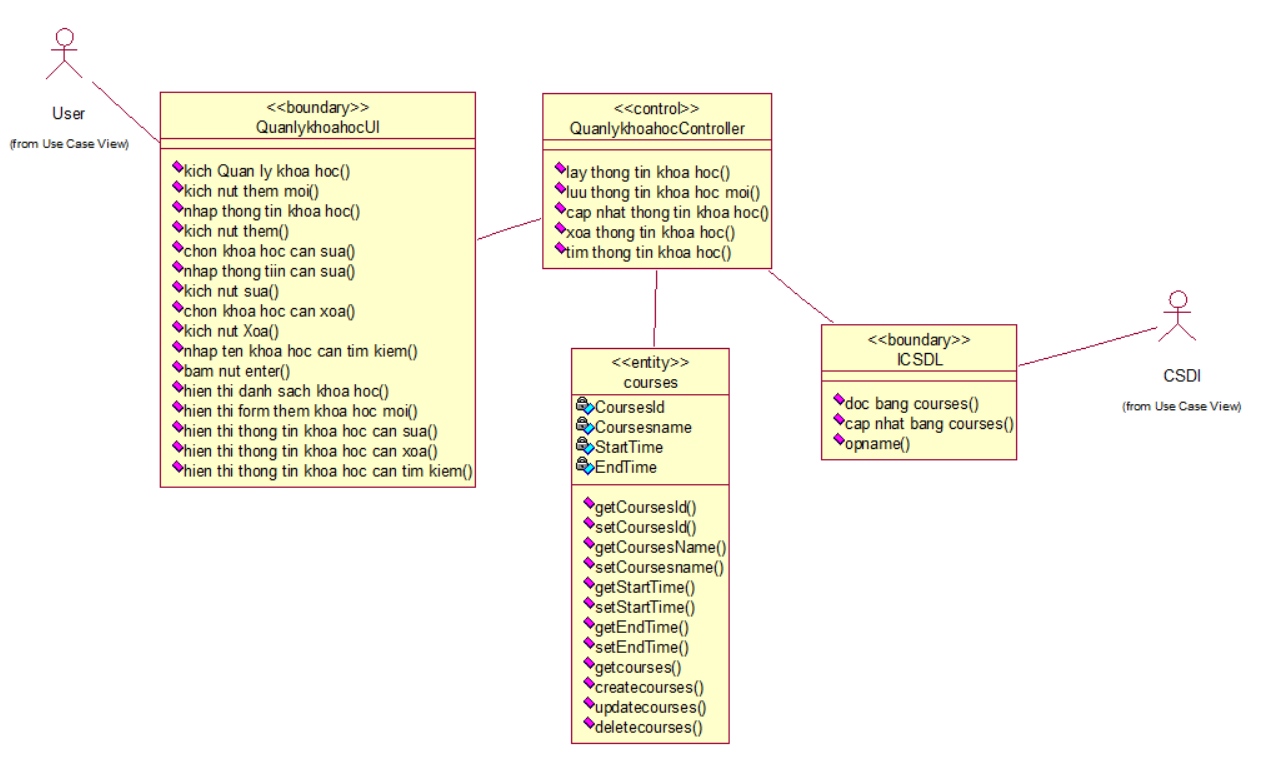 User
(from Use Case View)
<<boundary>>
QuanlykhoahocUI
kich Quan ly khoa hoc()
kich nut them moi()
nhap thong tin khoa hoc()
kich nut them()
chon khoa hoc can sua()
nhap thong tiin can sua()
kich nut sua()
chon khoa hoc can xoa()
kich nut Xoa()
nhap ten khoa hoc can tim kiem()
bam nut enter()
hien thi danh sach khoa hoc()
hien thi form them khoa hoc moi()
hien thi thong tin khoa hoc can sua()
hien thi thong tin khoa hoc can xoa()
hien thi thong tin khoa hoc can tim kiem()
<<control>>
QuanlykhoahocController
lay thong tin khoa hoc()
luu thong tin khoa hoc moi()
cap nhat thong tin khoa hoc()
xoa thong tin khoa hoc()
tim thong tin khoa hoc()
<<entity>>
courses
CoursesId
Coursesname
StartTime
EndTime
getCoursesId()
setCoursesId()
getCoursesName()
setCoursesname()
getStartTime()
setStartTime()
getEndTime()
setEndTime()
getcourses()
createcourses()
updatecourses()
deletecourses()
<<boundary>>
ICSDL
doc bang courses()
cap nhat bang courses()
opname()
CSDl
(from Use Case View)